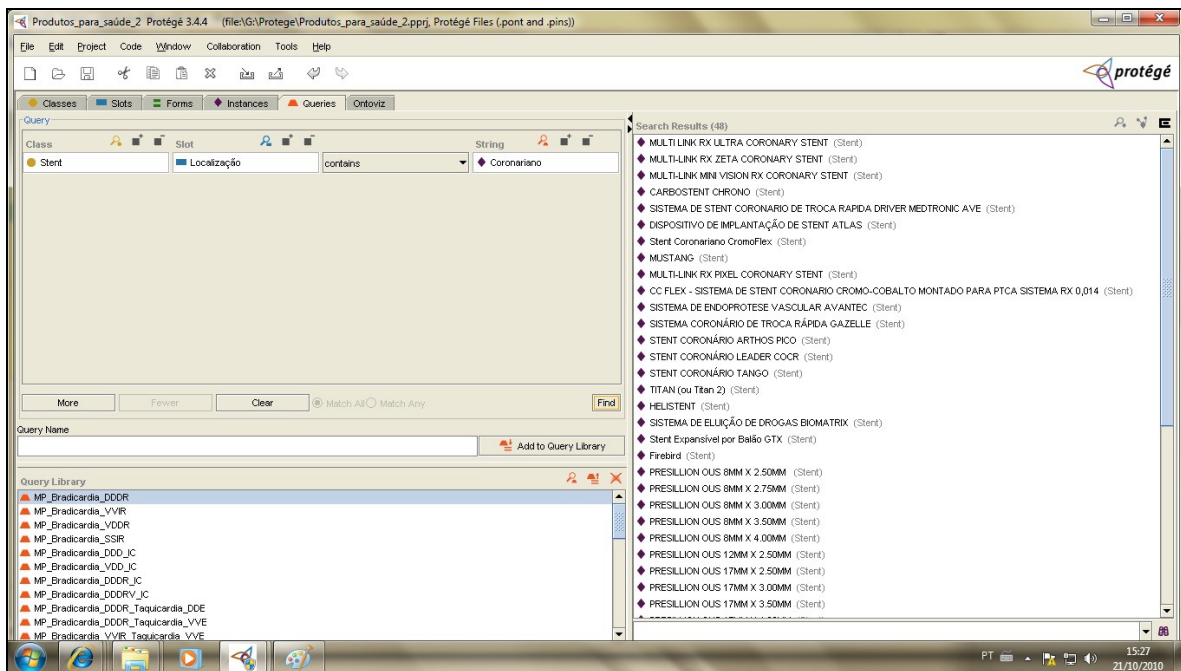 Produtos_para_saúde_2 Protégé 3.4.4 (file:\G:\Protege\Produtos_para_saúde_2.pprj, Protégé Files (.pont and .pins))
File Edit Project Code Window Collaboration Tools Help
protégé
Classes Slots Forms Instances Queries Ontoviz
Query
Class Slot String
Stent Localização contains Coronariano
More Fewer Clear Match All Match Any Find
Query Name
Add to Query Library
Query Library
MP_Bradicardia_DDDR
MP_Bradicardia_VVIR
MP_Bradicardia_VDDR
MP_Bradicardia_SSIR
MP_Bradicardia_DDD_IC
MP_Bradicardia_VDD_IC
MP_Bradicardia_DDDR_IC
MP_Bradicardia_DDDRV_IC
MP_Bradicardia_DDDR_Taquicardia_DDE
MP_Bradicardia_DDDR_Taquicardia_VVE
MP_Bradicardia_VVIR_Taquicardia_VVE
Search Results (48)
MULTI LINK RX ULTRA CORONARY STENT (Stent)
MULTI-LINK RX ZETA CORONARY STENT (Stent)
MULTI-LINK MINI VISION RX CORONARY STENT (Stent)
CARBOSTENT CHRONO (Stent)
SISTEMA DE STENT CORONARIO DE TROCA RAPIDA DRIVER MEDTRONIC AVE (Stent)
DISPOSITIVO DE IMPLANTAÇÃO DE STENT ATLAS (Stent)
Stent Coronariano CromoFlex (Stent)
MUSTANG (Stent)
MULTI-LINK RX PIXEL CORONARY STENT (Stent)
CC FLEX - SISTEMA DE STENT CORONARIO CROMO-COBALTO MONTADO PARA PTCA SISTEMA RX 0,014 (Stent)
SISTEMA DE ENDOPROTESE VASCULAR AVANTEC (Stent)
SISTEMA CORONÁRIO DE TROCA RÁPIDA GAZELLE (Stent)
STENT CORONÁRIO ARTHOS PICO (Stent)
STENT CORONÁRIO LEADER COCR (Stent)
STENT CORONÁRIO TANGO (Stent)
TITAN (ou Titan 2) (Stent)
HELISTENT (Stent)
SISTEMA DE ELUIÇÃO DE DROGAS BIOMATRIX (Stent)
Stent Expansível por Balão GTX (Stent)
Firebird (Stent)
PRESILLION OUS 8MM X 2.50MM (Stent)
PRESILLION OUS 8MM X 2.75MM (Stent)
PRESILLION OUS 8MM X 3.00MM (Stent)
PRESILLION OUS 8MM X 3.50MM (Stent)
PRESILLION OUS 8MM X 4.00MM (Stent)
PRESILLION OUS 12MM X 2.50MM (Stent)
PRESILLION OUS 17MM X 2.50MM (Stent)
PRESILLION OUS 17MM X 3.00MM (Stent)
PRESILLION OUS 17MM X 3.50MM (Stent)
PT
15:27
21/10/2010